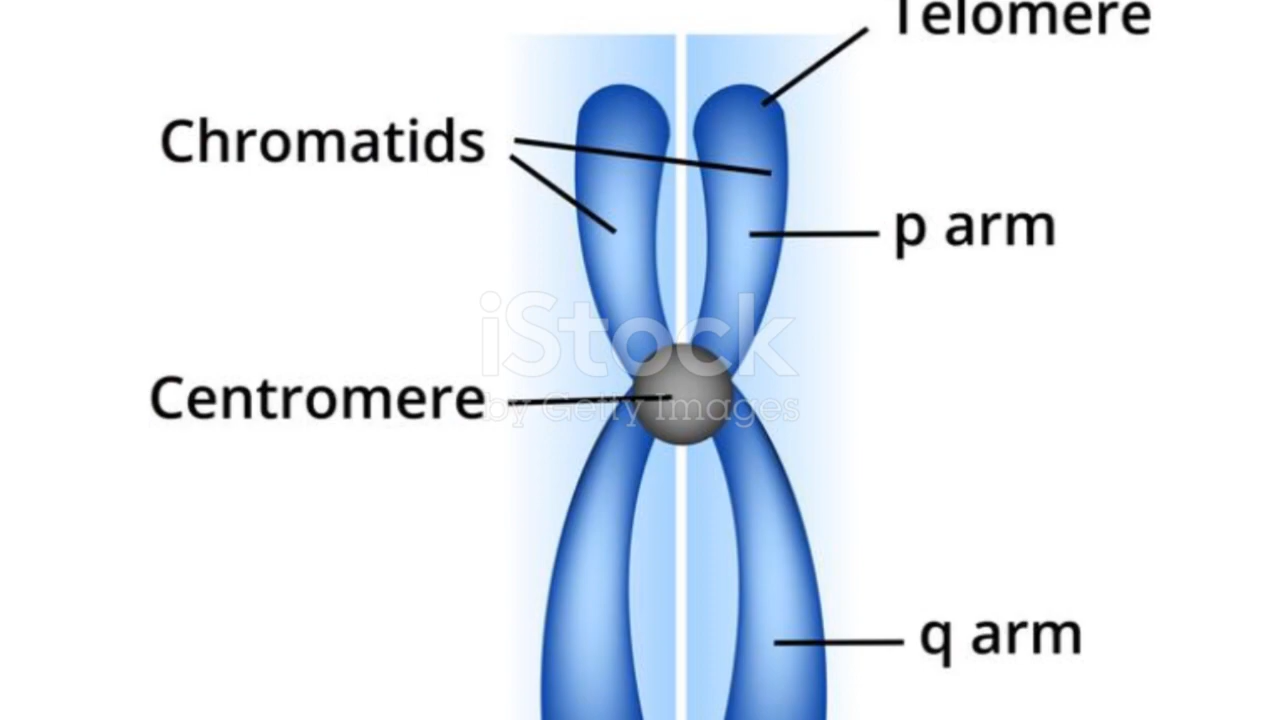 Telomere
Chromatids
p arm
iStock
Centromere
by Getty Images
q arm